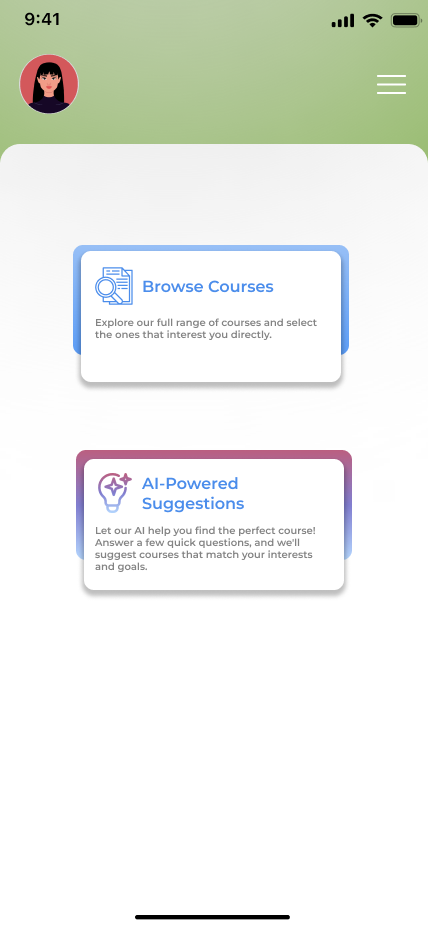 9:41
Browse Courses
Explore our full range of courses and select
the ones that interest you directly.
AI-Powered
Suggestions
Let our AI help you find the perfect course!
Answer a few quick questions, and we'll
suggest courses that match your interests
and goals.